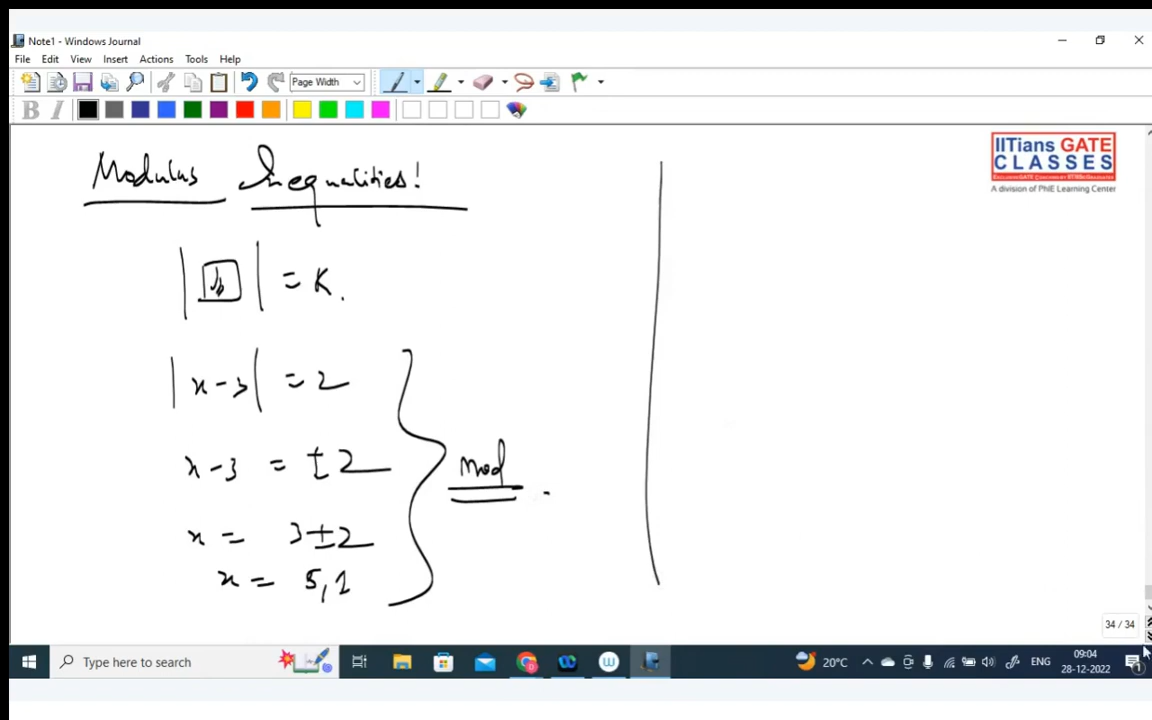 Note1 - Windows Journal
File Edit View Insert Actions Tools Help
Page Width
B I
IITians GATE
CLASSES
A division of PhIE Learning Center
Modulus Inequalities!
| | = K.
|x-3| = 2
x-3 = ±2
mod
x = 3±2
x = 5,1
34 / 34
Type here to search
20°C
ENG
09:04
28-12-2022